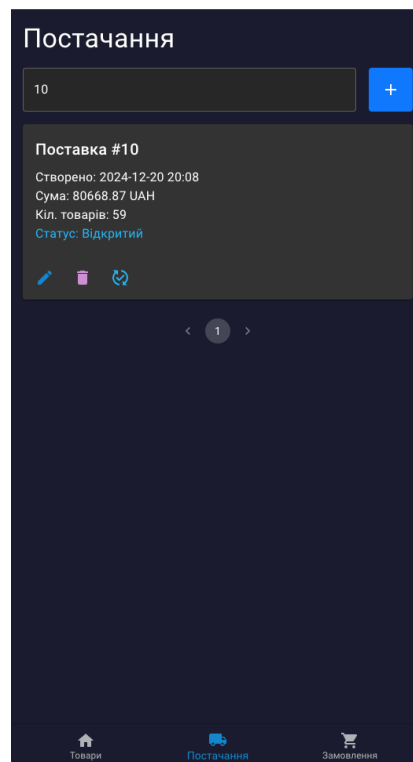 Постачання
10
+
Поставка #10
Створено: 2024-12-20 20:08
Сума: 80668.87 UAH
Кіл. товарів: 59
Статус: Відкритий
< 1 >
Товари
Постачання
Замовлення